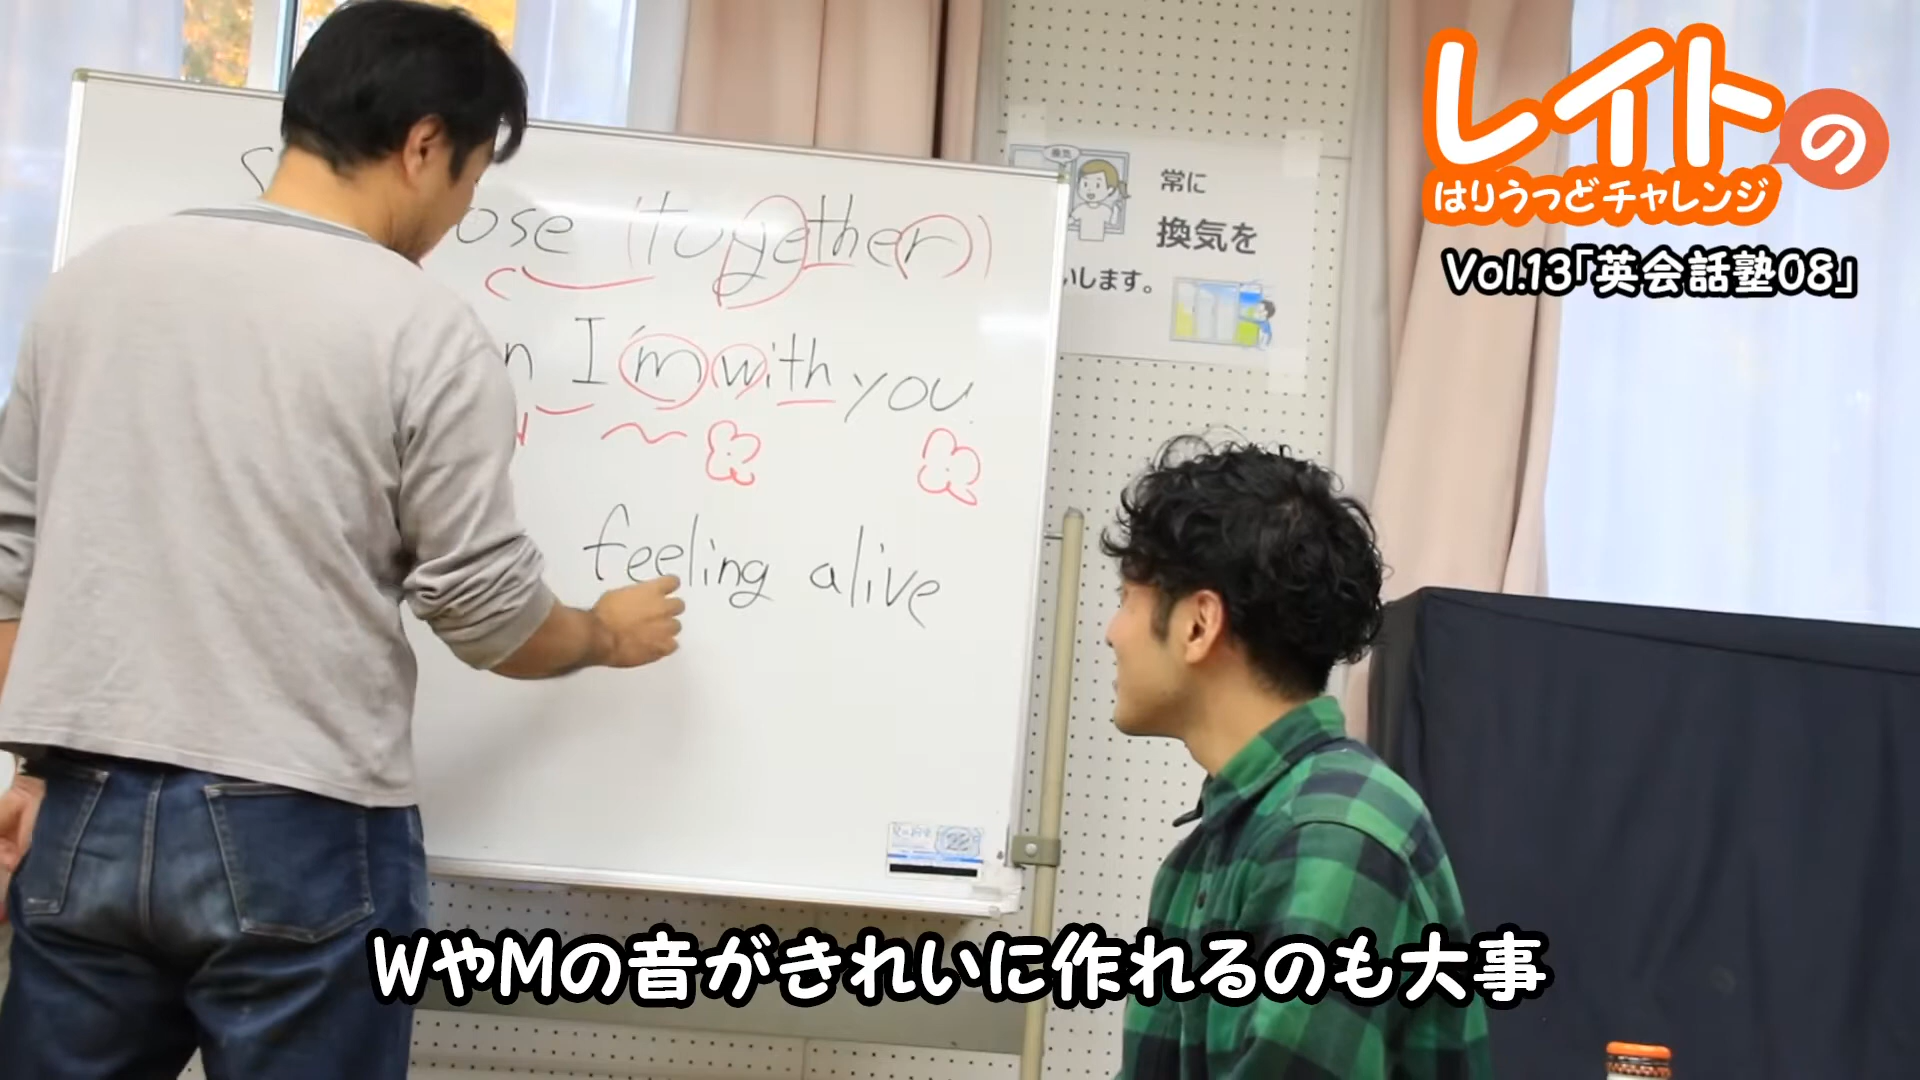 レイトの
はりうっどチャレンジ
Vol.13「英会話塾08」
常に
換気を
いします。
ose (together)
n I'm with you
feeling alive
WやMの音がきれいに作れるのも大事